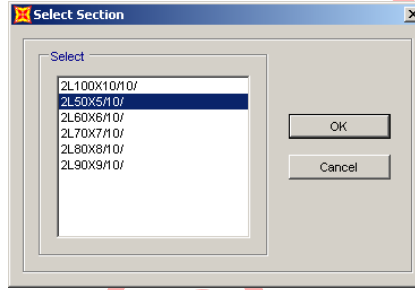 Select Section
Select
2L100X10/10/
2L50X5/10/
2L60X6/10/
2L70X7/10/
2L80X8/10/
2L90X9/10/
OK
Cancel